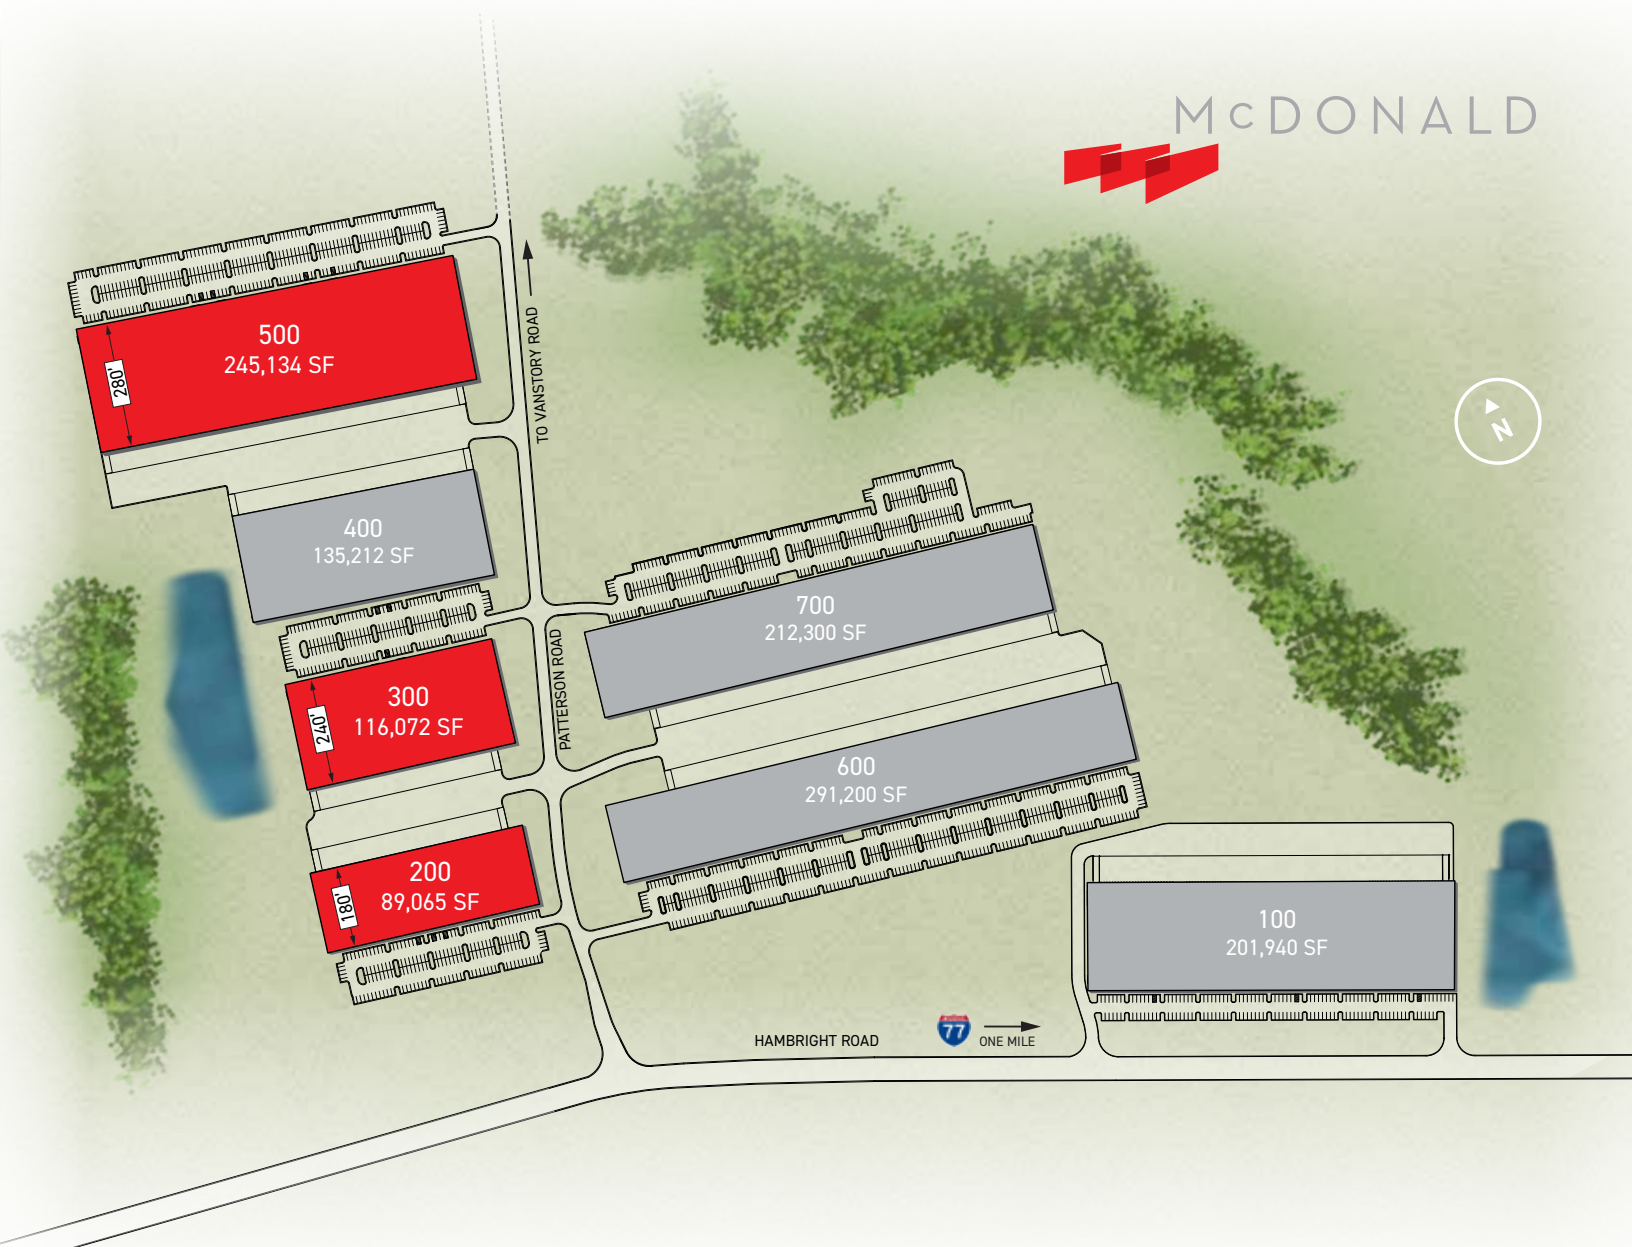 McDONALD
500
245,134 SF
280'
TO VANSTORY ROAD
N
400
135,212 SF
700
212,300 SF
PATTERSON ROAD
300
116,072 SF
240'
600
291,200 SF
200
89,065 SF
180'
100
201,940 SF
HAMBRIGHT ROAD
77
ONE MILE